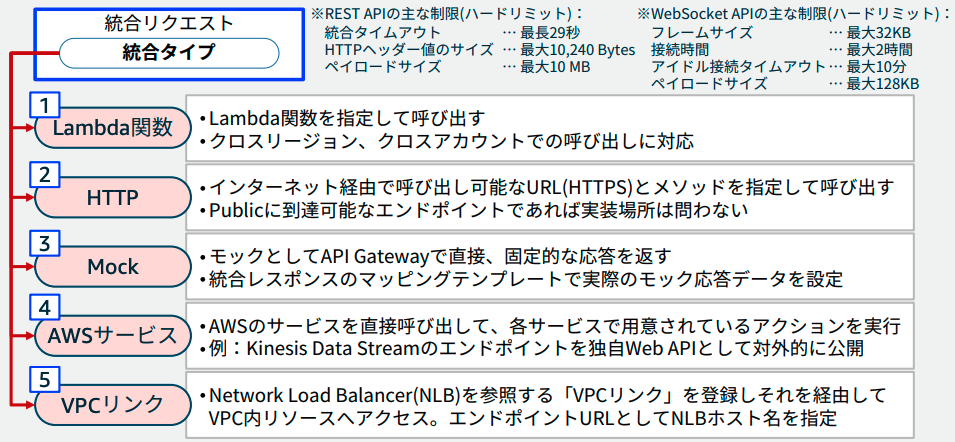 統合リクエスト
統合タイプ
※REST APIの主な制限(ハードリミット):
統合タイムアウト … 最長29秒
HTTPヘッダー値のサイズ … 最大10,240 Bytes
ペイロードサイズ … 最大10 MB
※WebSocket APIの主な制限(ハードリミット):
フレームサイズ … 最大32KB
接続時間 … 最大2時間
アイドル接続タイムアウト… 最大10分
ペイロードサイズ … 最大128KB
1
Lambda関数
•Lambda関数を指定して呼び出す
•クロスリージョン、クロスアカウントでの呼び出しに対応
2
HTTP
•インターネット経由で呼び出し可能なURL(HTTPS)とメソッドを指定して呼出す
•Publicに到達可能なエンドポイントであれば実装場所は問わない
3
Mock
•モックとしてAPI Gatewayで直接、固定的な応答を返す
•統合レスポンスのマッピングテンプレートで実際のモック応答データを設定
4
AWSサービス
•AWSのサービスを直接呼び出して、各サービスで用意されているアクションを実行
•例：Kinesis Data Streamのエンドポイントを独自Web APIとして対外的に公開
5
VPCリンク
•Network Load Balancer(NLB)を参照する「VPCリンク」を登録しそれを経由して
VPC内リソースへアクセス。エンドポイントURLとしてNLBホスト名を指定